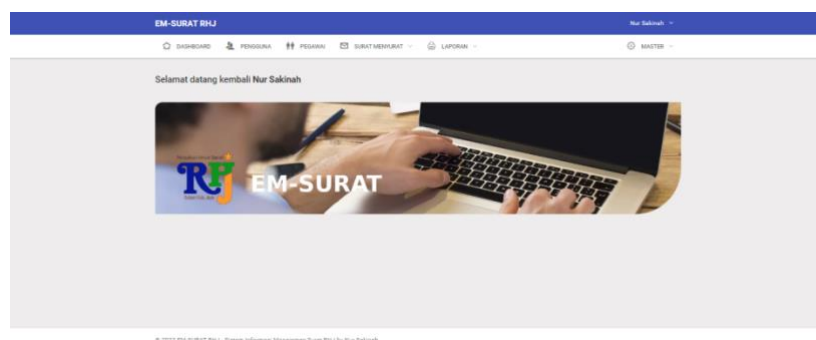 EM-SURAT RHJ
Nur Sakinah
DASHBOARD PENGGUNA PEGAWAI SURAT MENYURAT LAPORAN MASTER
Selamat datang kembali Nur Sakinah
EM-SURAT